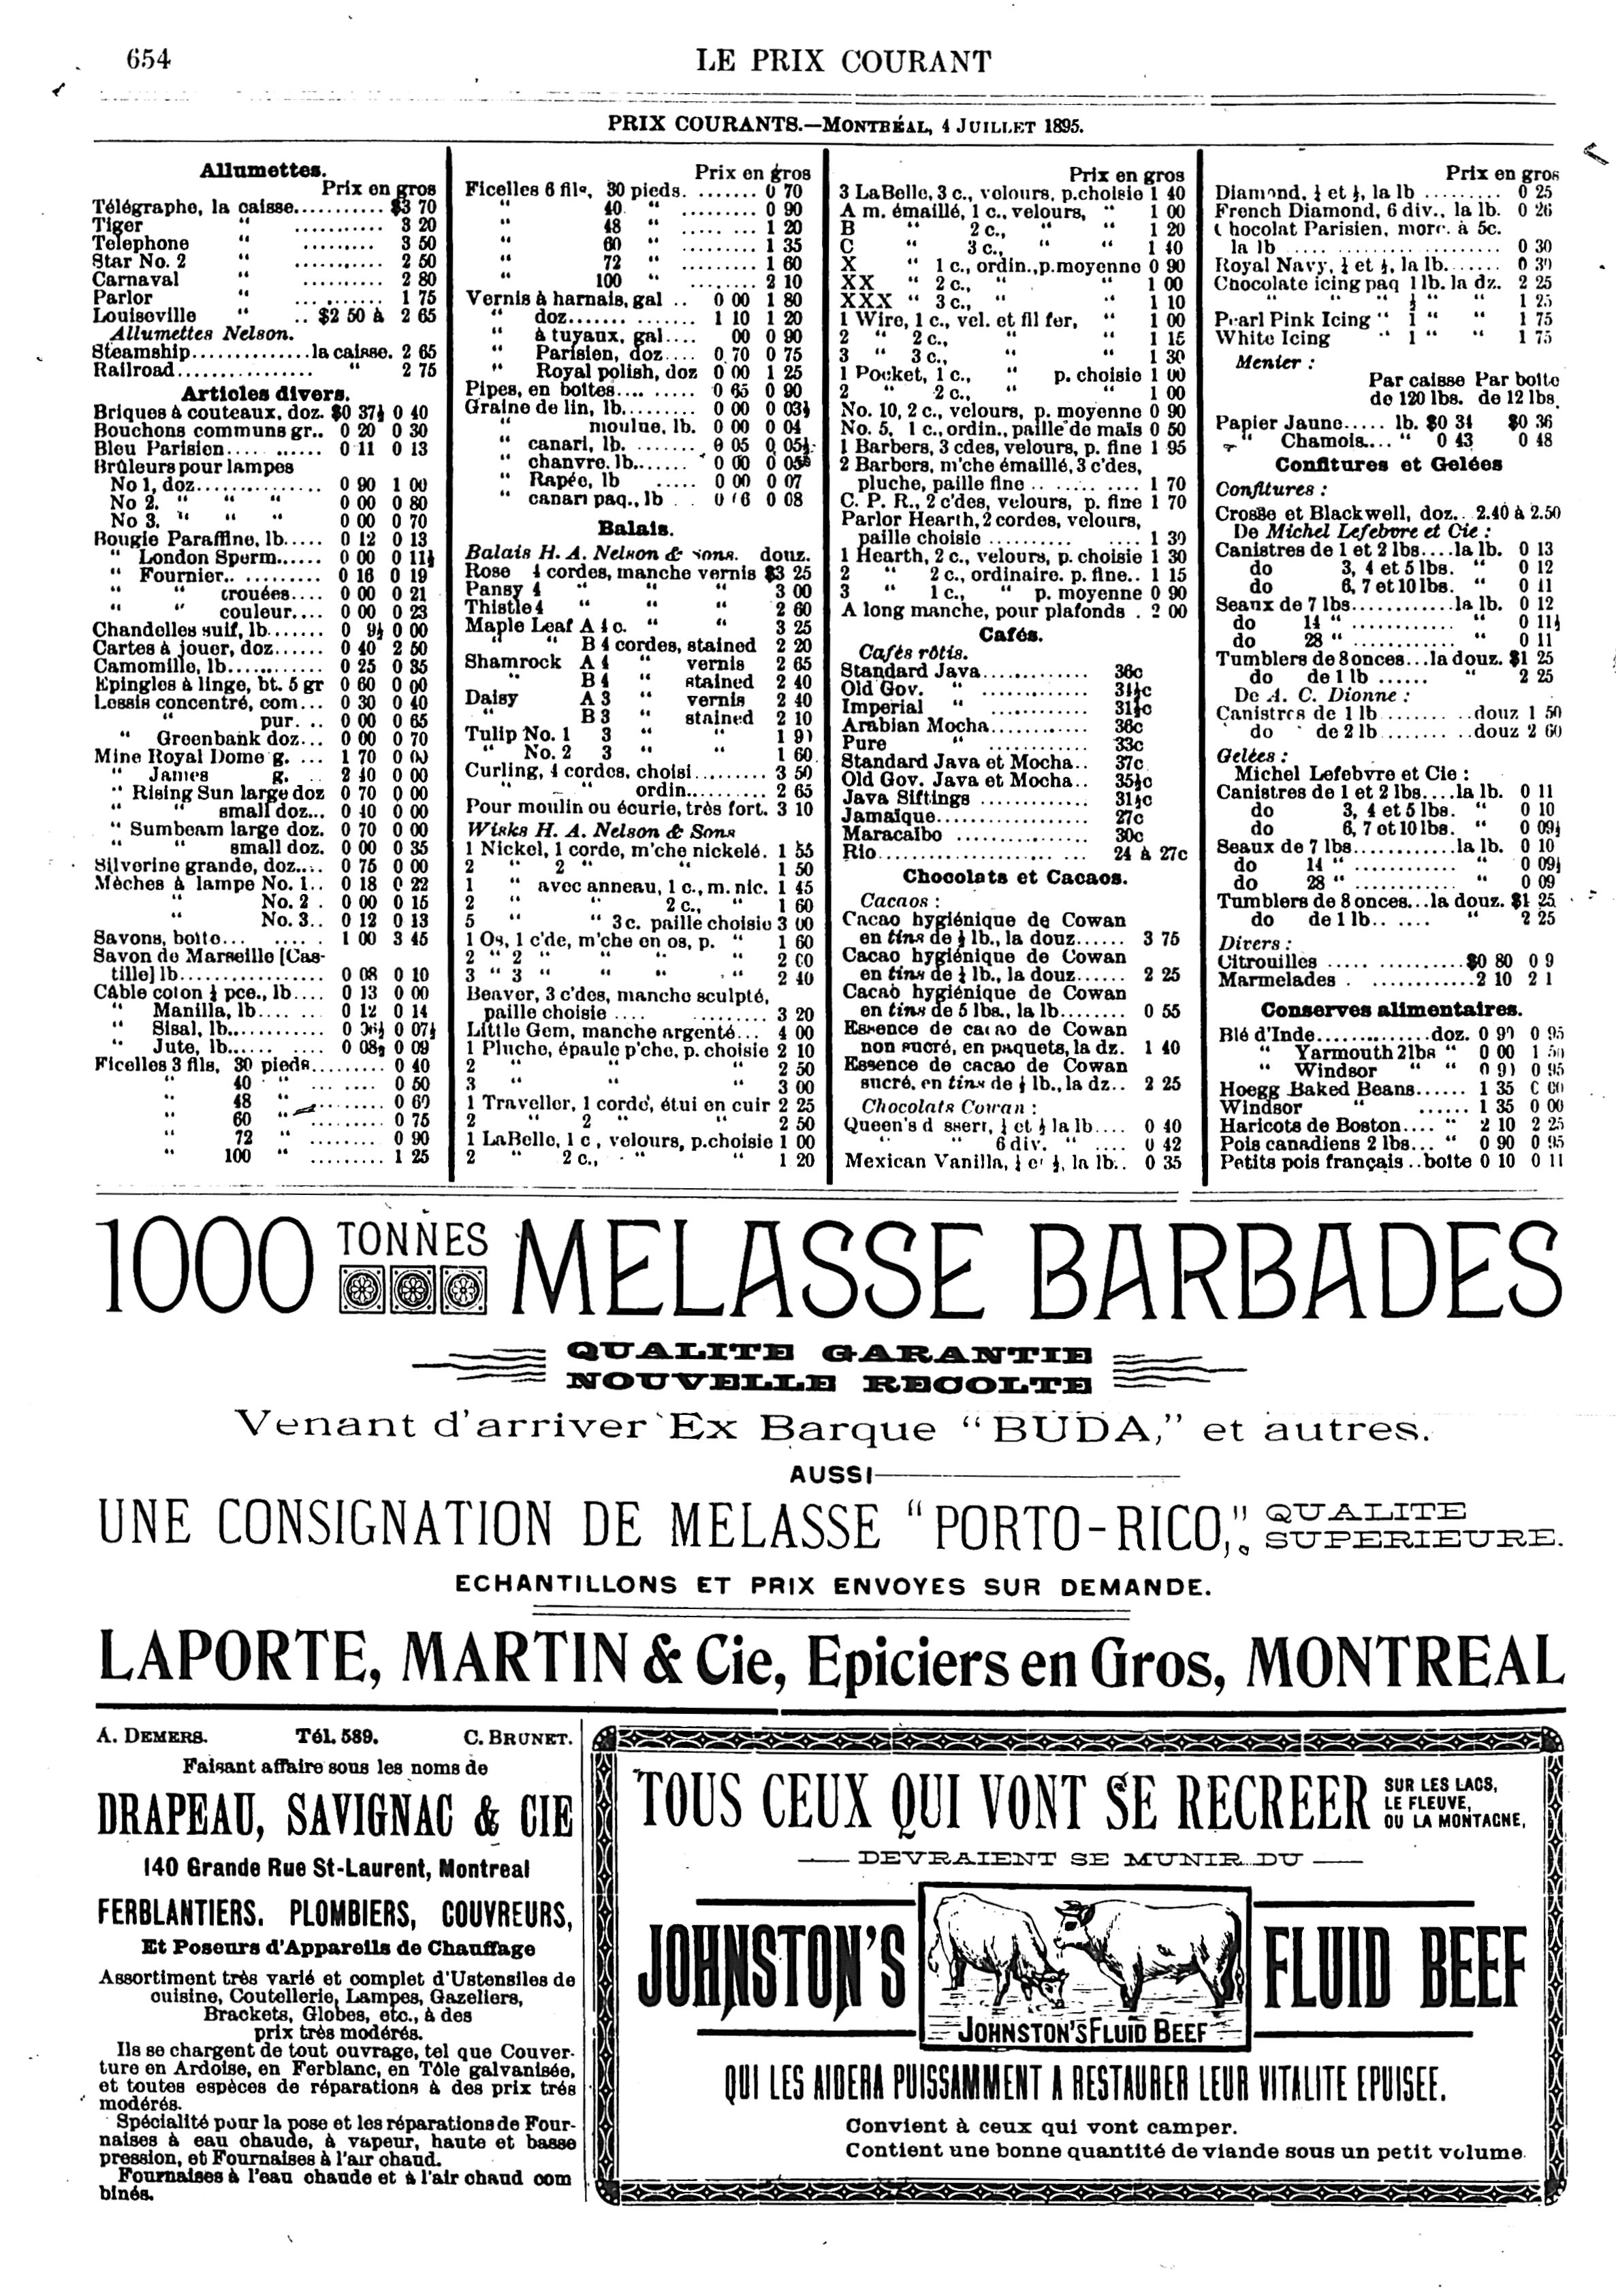 654
LE PRIX COURANT
PRIX COURANTS.—MONTRÉAL, 4 JUILLET 1895.
Allumettes.
Prix en gros
Télégraphe, la caisse.......... $3 70
Tiger " ........... 3 20
Telephone " ......... 3 50
Star No. 2 " .......... 2 50
Carnaval " .......... 2 80
Parlor " .......... 1 75
Louiseville " .. $2 50 à 2 65
Allumettes Nelson.
Steamship..............la caisse. 2 65
Railroad................ " 2 75
Articles divers.
Briques à couteaux, doz. $0 37½ 0 40
Bouchons communs gr.. 0 20 0 30
Bleu Parisien.... ...... 0 11 0 13
Brûleurs pour lampes
No 1, doz............... 0 90 1 00
No 2. " " " 0 00 0 80
No 3. " " " 0 00 0 70
Bougie Paraffine, lb..... 0 12 0 13
" London Sperm...... 0 00 0 11½
" Fournier.. ......... 0 16 0 19
" " trouées.... 0 00 0 21
" " couleur.... 0 00 0 23
Chandelles suif, lb....... 0 9½ 0 00
Cartes à jouer, doz...... 0 40 2 50
Camomille, lb.......... 0 25 0 35
Epingles à linge, bt. 5 gr 0 60 0 00
Lessis concentré, com... 0 30 0 40
" pur. .. 0 00 0 65
" Greenbank doz... 0 00 0 70
Mine Royal Dome g. ... 1 70 0 00
" James g. .. 2 40 0 00
" Rising Sun large doz 0 70 0 00
" " small doz... 0 40 0 00
" Sumbeam large doz. 0 70 0 00
" " small doz. 0 00 0 35
Silverine grande, doz.... 0 75 0 00
Mèches à lampe No. 1.. 0 18 0 22
" No. 2 . 0 00 0 15
" No. 3.. 0 12 0 13
Savons, boîte... .... . 1 00 3 45
Savon de Marseille [Cas-
tille] lb................ 0 08 0 10
Câble coton ¼ pce., lb.... 0 13 0 00
" Manilla, lb.... .. 0 12 0 14
" Sisal, lb........... 0 06½ 0 07½
" Jute, lb...... .... 0 08 0 09
Ficelles 3 fils, 30 pieds......... 0 40
" 40 " ......... 0 50
" 48 " ......... 0 60
" 60 " ......... 0 75
" 72 " ......... 0 90
" 100 " ......... 1 25
Prix en gros
Ficelles 6 fils, 30 pieds. ....... 0 70
" 40 " ......... 0 90
" 48 " ......... 1 20
" 60 " ......... 1 35
" 72 " ......... 1 60
" 100 " ........ 2 10
Vernis à harnais, gal .. 0 00 1 80
" doz....... ....... 1 10 1 20
" à tuyaux, gal.... 00 0 90
" Parisien, doz.... 0 70 0 75
" Royal polish, doz 0 00 1 25
Pipes, en boîtes.... ..... 0 65 0 90
Graine de lin, lb......... 0 00 0 03½
" moulue, lb. 0 00 0 04
" canari, lb. ...... 0 05 0 05½
" chanvre. lb....... 0 00 0 05
" Rapée, lb ..... 0 00 0 07
" canari paq., lb . . 0 06 0 08
Balais.
Balais H. A. Nelson & Sons. douz.
Rose 4 cordes, manche vernis $3 25
Pansy 4 " " " 3 00
Thistle 4 " " " 2 60
Maple Leaf A 4 c. " " 3 25
" B 4 cordes, stained 2 20
Shamrock A 4 " vernis 2 65
" B 4 " stained 2 40
Daisy A 3 " vernis 2 40
" B 3 " stained 2 10
Tulip No. 1 3 " " 1 90
" No. 2 3 " " 1 60
Curling, 4 cordes, choisi......... 3 50
" " ordin......... 2 65
Pour moulin ou écurie, très fort. 3 10
Wisks H. A. Nelson & Sons
1 Nickel, 1 corde, m'che nickelé. 1 35
2 " 2 " " 1 50
1 " avec anneau, 1 c., m. nic. 1 45
2 " " 2 c., " 1 60
5 " " 3 c. paille choisie 3 00
1 Os, 1 c'de, m'che en os, p. " 1 60
2 " 2 " " " " 2 00
3 " 3 " " " " 2 40
Beaver, 3 c'des, manche sculpté,
paille choisie .... ......... 3 20
Little Gem, manche argenté... 4 00
1 Pluche, épaule p'che, p. choisie 2 10
2 " " " 2 50
3 " " " 3 00
1 Traveller, 1 corde, étui en cuir 2 25
2 " 2 " " 2 50
1 LaBelle, 1 c , velours, p.choisie 1 00
2 " 2 c., " " 1 20
Prix en gros
3 LaBelle, 3 c., velours, p.choisie 1 40
A m. émaillé, 1 c., velours, " 1 00
B " 2 c., " " 1 20
C " 3 c., " " 1 40
X " 1 c., ordin., p.moyenne 0 90
XX " 2 c., " " 1 00
XXX " 3 c., " " 1 10
1 Wire, 1 c., vel. et fil fer, " 1 00
2 " 2 c., " " 1 15
3 " 3 c., " " 1 30
1 Pocket, 1 c., " p. choisie 1 00
2 " 2 c., " " 1 00
No. 10, 2 c., velours, p. moyenne 0 90
No. 5, 1 c., ordin., paille de maïs 0 50
1 Barbers, 3 cdes, velours, p. fine 1 95
2 Barbers, m'che émaillé, 3 c'des,
pluche, paille fine .. ......... 1 70
C. P. R., 2 c'des, velours, p. fine 1 70
Parlor Hearth, 2 cordes, velours,
paille choisie .......... .... 1 30
1 Hearth, 2 c., velours, p. choisie 1 30
2 " 2 c., ordinaire. p. fine.. 1 15
3 " 1 c., " p. moyenne 0 90
A long manche, pour plafonds . 2 00
Cafés.
Cafés rôtis.
Standard Java............. 36c
Old Gov. " ............. 31½c
Imperial " ............ 31½c
Arabian Mocha............ 36c
Pure " ............ 33c
Standard Java et Mocha.. 37c
Old Gov. Java et Mocha.. 35½c
Java Siftings ............. 31½c
Jamaïque................. 27c
Maracaibo ............... 30c
Rio...................... ... 24 à 27c
Chocolats et Cacaos.
Cacaos :
Cacao hygiénique de Cowan
en tins de ½ lb., la douz...... 3 75
Cacao hygiénique de Cowan
en tins de ¼ lb., la douz...... 2 25
Cacao hygiénique de Cowan
en tins de 5 lbs., la lb........ 0 55
Essence de cacao de Cowan
non sucré, en paquets, la dz. 1 40
Essence de cacao de Cowan
sucré, en tins de ½ lb., la dz.. 2 25
Chocolats Cowan :
Queen's d sserr, ¼ et ½ la lb.... 0 40
" " 6 div. " .... 0 42
Mexican Vanilla, ¼ et ½, la lb.. 0 35
Prix en gros
Diamond, ¼ et ½, la lb ......... 0 25
French Diamond, 6 div., la lb. 0 26
Chocolat Parisien, morc. à 5c.
la lb ........................ 0 30
Royal Navy, ¼ et ½, la lb....... 0 30
Chocolate icing paq 1 lb. la dz. 2 25
" " " ½ " " 1 25
Pearl Pink Icing " 1 " " 1 75
White Icing " 1 " " 1 75
Menier :
Par caisse Par boîte
de 120 lbs. de 12 lbs.
Papier Jaune..... lb. $0 34 $0 36
" Chamois.... " 0 43 0 48
Confitures et Gelées
Confitures :
Crosse et Blackwell, doz.. 2.40 à 2.50
De Michel Lefebvre et Cie :
Canistres de 1 et 2 lbs....la lb. 0 13
do 3, 4 et 5 lbs. " 0 12
do 6, 7 et 10 lbs. " 0 11
Seaux de 7 lbs............la lb. 0 12
do 14 " ............ " 0 11½
do 28 " ............ " 0 11
Tumblers de 8 onces...la douz. $1 25
do de 1 lb ...... " 2 25
De A. C. Dionne :
Canistres de 1 lb .......... ..douz 1 50
do de 2 lb .......... ..douz 2 60
Gelées :
Michel Lefebvre et Cie :
Canistres de 1 et 2 lbs....la lb. 0 11
do 3, 4 et 5 lbs. " 0 10
do 6, 7 et 10 lbs. " 0 09½
Seaux de 7 lbs............la lb. 0 10
do 14 " ............ " 0 09½
do 28 " ............ " 0 09
Tumblers de 8 onces...la douz. $1 25
do de 1 lb.. .... " 2 25
Divers :
Citrouilles ..... ...........$0 80 0 9
Marmelades . .............2 10 2 1
Conserves alimentaires.
Blé d'Inde..............doz. 0 90 0 95
" Yarmouth 2 lbs " 0 00 1 50
" Windsor " " 0 90 0 95
Hoegg Baked Beans...... 1 35 0 00
Windsor " ...... 1 35 0 00
Haricots de Boston.... " 2 10 2 25
Pois canadiens 2 lbs... " 0 90 0 95
Petits pois français ..boîte 0 10 0 11
1000 TONNES MELASSE BARBADES
QUALITE GARANTIE
NOUVELLE RECOLTE
Venant d'arriver Ex Barque "BUDA," et autres.
AUSSI
UNE CONSIGNATION DE MELASSE "PORTO-RICO," QUALITE SUPERIEURE.
ECHANTILLONS ET PRIX ENVOYES SUR DEMANDE.
LAPORTE, MARTIN & Cie, Epiciers en Gros, MONTREAL
A. DEMERS. Tél. 589. C. BRUNET.
Faisant affaire sous les noms de
DRAPEAU, SAVIGNAC & CIE
140 Grande Rue St-Laurent, Montreal
FERBLANTIERS. PLOMBIERS, COUVREURS,
Et Poseurs d'Appareils de Chauffage
Assortiment très varié et complet d'Ustensiles de
cuisine, Coutellerie, Lampes, Gazeliers,
Brackets, Globes, etc., à des
prix très modérés.
Ils se chargent de tout ouvrage, tel que Couver-
ture en Ardoise, en Ferblanc, en Tôle galvanisée,
et toutes espèces de réparations à des prix très
modérés.
Spécialité pour la pose et les réparations de Four-
naises à eau chaude, à vapeur, haute et basse
pression, et Fournaises à l'air chaud.
Fournaises à l'eau chaude et à l'air chaud com
binés.
TOUS CEUX QUI VONT SE RECREER SUR LES LACS,
LE FLEUVE,
OU LA MONTAGNE,
DEVRAIENT SE MUNIR DU
JOHNSTON'S FLUID BEEF
JOHNSTON'S FLUID BEEF
QUI LES AIDERA PUISSAMMENT A RESTAURER LEUR VITALITE EPUISEE.
Convient à ceux qui vont camper.
Contient une bonne quantité de viande sous un petit volume.